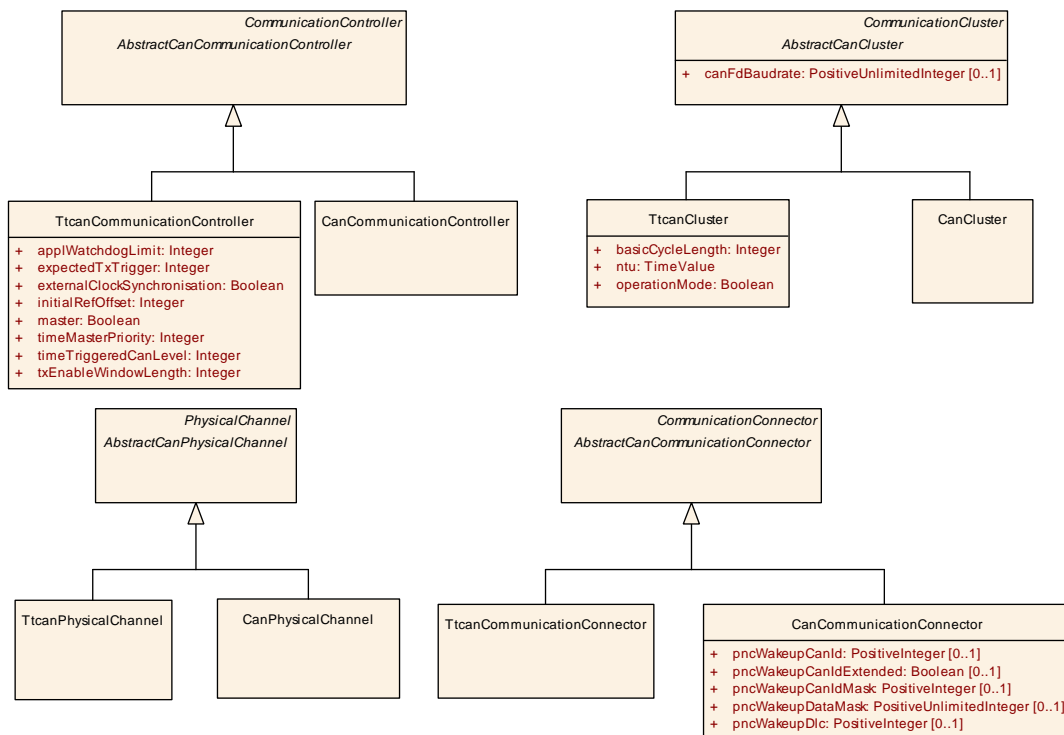 CommunicationController
AbstractCanCommunicationController
CommunicationCluster
AbstractCanCluster
+ canFdBaudrate: PositiveUnlimitedInteger [0..1]
TtcanCommunicationController
+ applWatchdogLimit: Integer
+ expectedTxTrigger: Integer
+ externalClockSynchronisation: Boolean
+ initialRefOffset: Integer
+ master: Boolean
+ timeMasterPriority: Integer
+ timeTriggeredCanLevel: Integer
+ txEnableWindowLength: Integer
CanCommunicationController
TtcanCluster
+ basicCycleLength: Integer
+ ntu: TimeValue
+ operationMode: Boolean
CanCluster
PhysicalChannel
AbstractCanPhysicalChannel
CommunicationConnector
AbstractCanCommunicationConnector
TtcanPhysicalChannel
CanPhysicalChannel
TtcanCommunicationConnector
CanCommunicationConnector
+ pncWakeupCanId: PositiveInteger [0..1]
+ pncWakeupCanIdExtended: Boolean [0..1]
+ pncWakeupCanIdMask: PositiveInteger [0..1]
+ pncWakeupDataMask: PositiveUnlimitedInteger [0..1]
+ pncWakeupDlc: PositiveInteger [0..1]